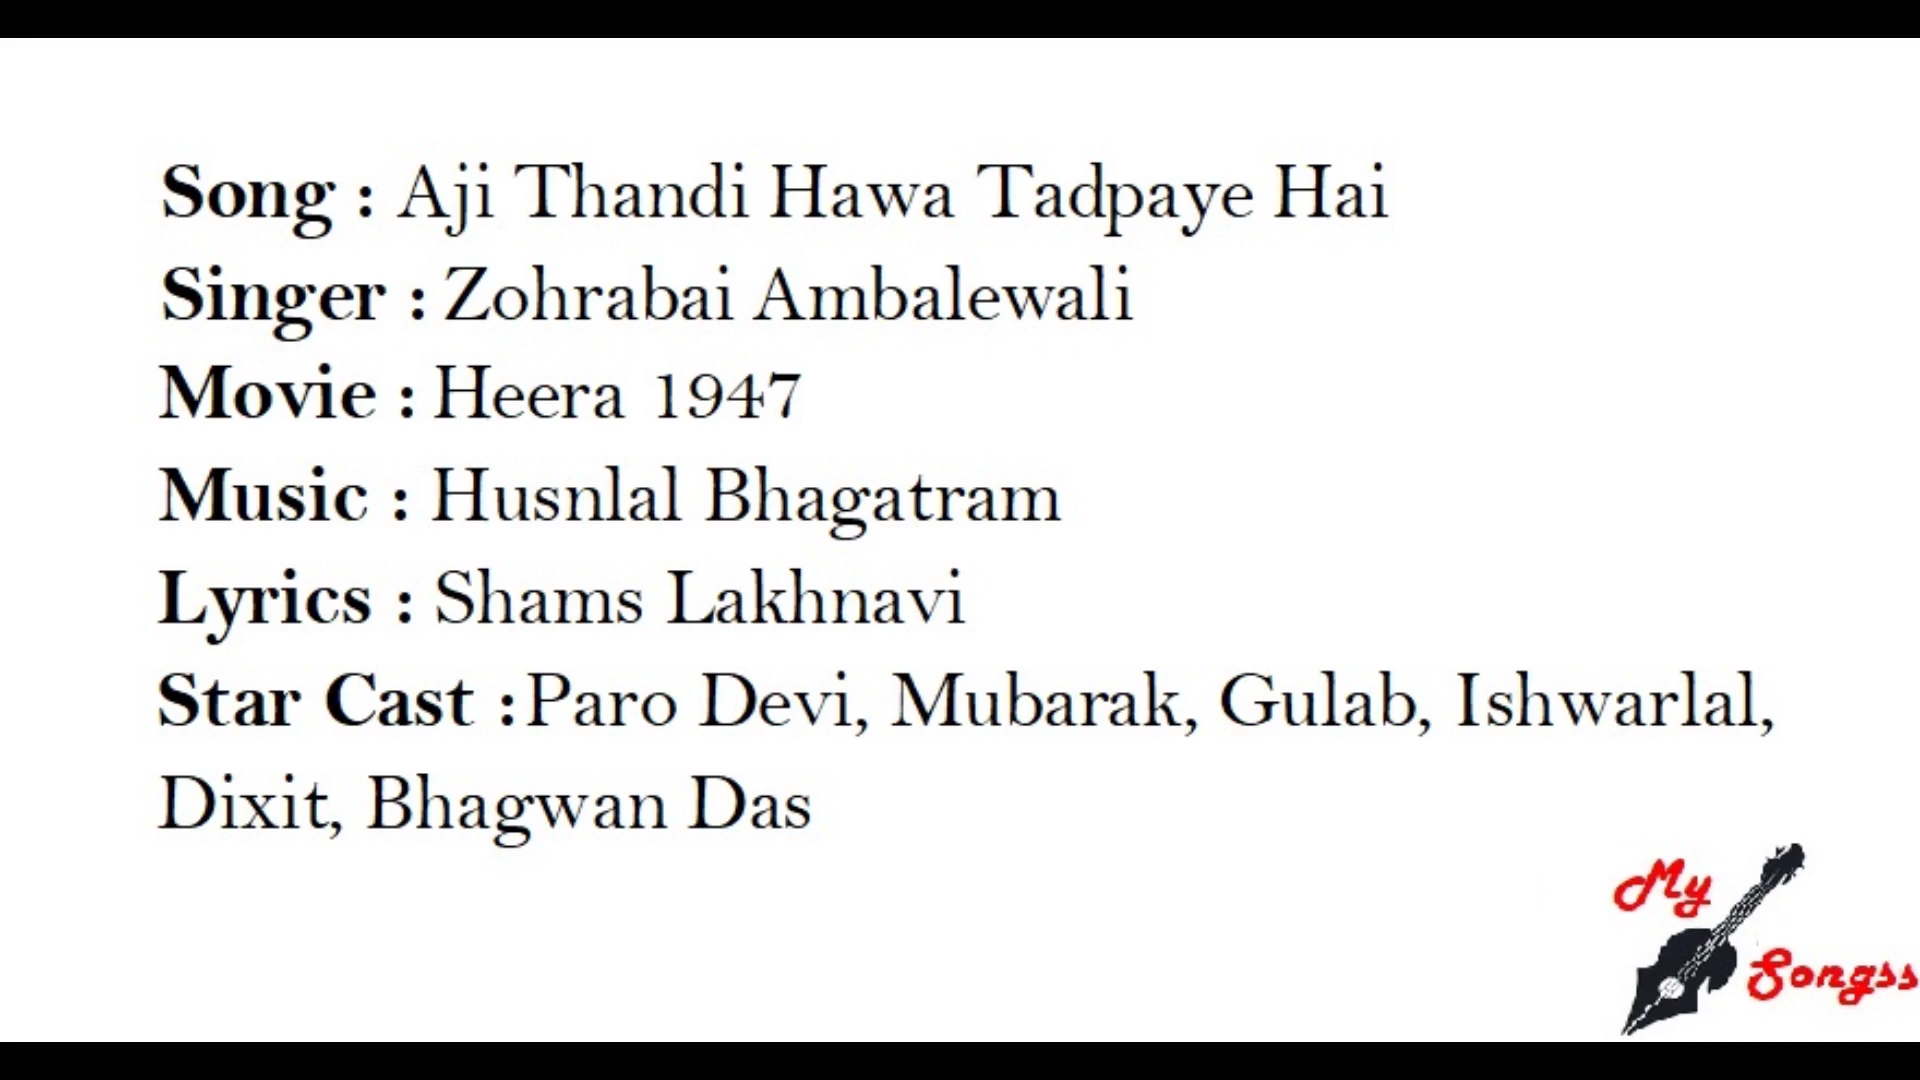 Song : Aji Thandi Hawa Tadpaye Hai
Singer : Zohrabai Ambalewali
Movie : Heera 1947
Music : Husnlal Bhagatram
Lyrics : Shams Lakhnavi
Star Cast :Paro Devi, Mubarak, Gulab, Ishwarlal,
Dixit, Bhagwan Das
My
Songss